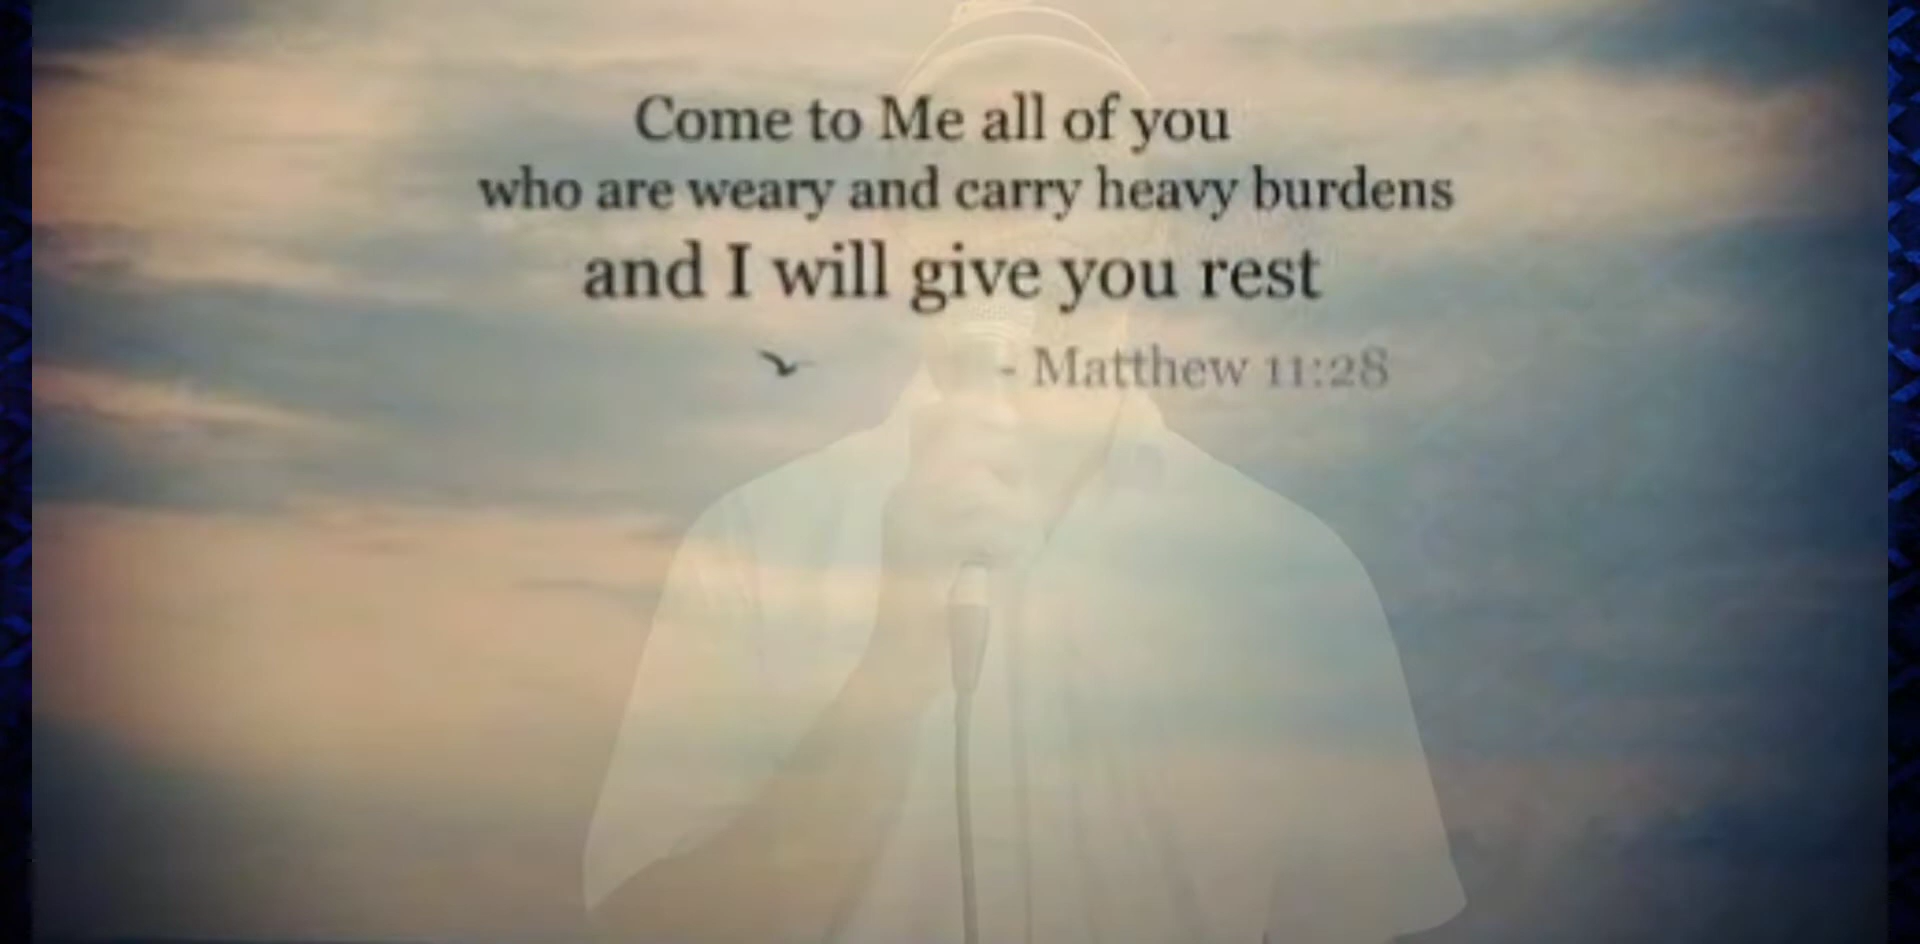 Come to Me all of you
who are weary and carry heavy burdens
and I will give you rest
- Matthew 11:28